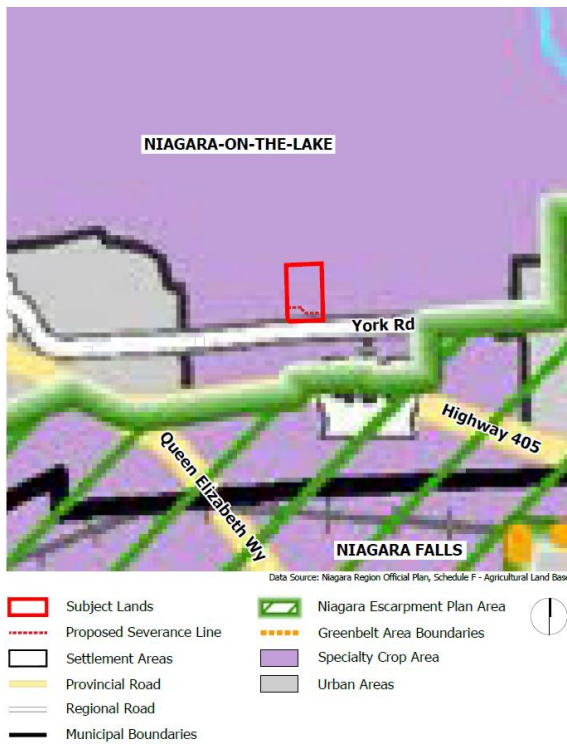 NIAGARA-ON-THE-LAKE
York Rd
Highway 405
Queen Elizabeth Wy
NIAGARA FALLS
Data Source: Niagara Region Official Plan, Schedule F - Agricultural Land Base
Subject Lands
Proposed Severance Line
Settlement Areas
Provincial Road
Regional Road
Municipal Boundaries
Niagara Escarpment Plan Area
Greenbelt Area Boundaries
Specialty Crop Area
Urban Areas